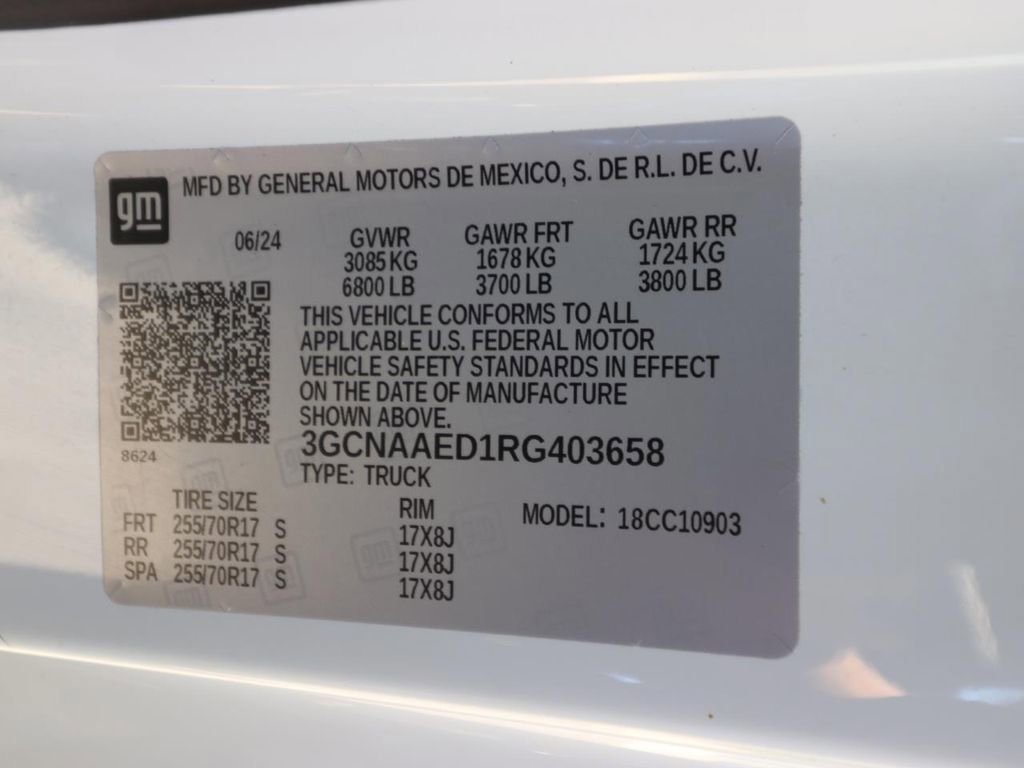 gm
MFD BY GENERAL MOTORS DE MEXICO, S. DE R.L. DE C.V.
06/24 GVWR GAWR FRT GAWR RR
3085 KG 1678 KG 1724 KG
6800 LB 3700 LB 3800 LB
THIS VEHICLE CONFORMS TO ALL
APPLICABLE U.S. FEDERAL MOTOR
VEHICLE SAFETY STANDARDS IN EFFECT
ON THE DATE OF MANUFACTURE
SHOWN ABOVE.
8624
3GCNAAED1RG403658
TYPE: TRUCK
TIRE SIZE RIM MODEL: 18CC10903
FRT 255/70R17 S 17X8J
RR 255/70R17 S 17X8J
SPA 255/70R17 S 17X8J